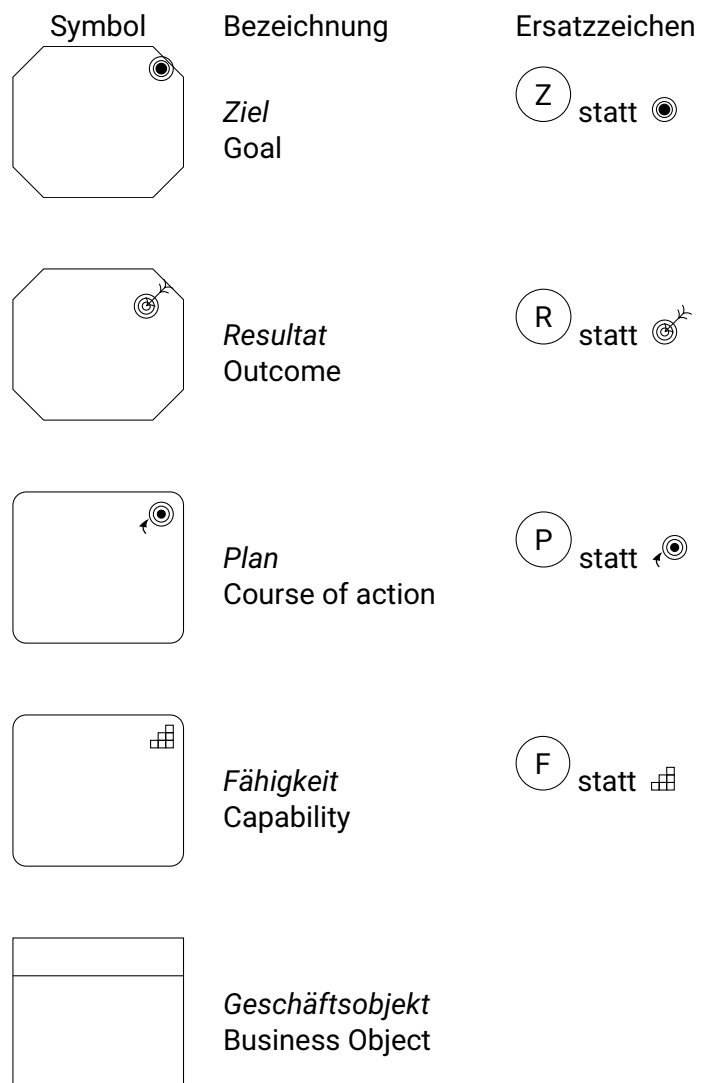 Symbol Bezeichnung Ersatzzeichen
Ziel
Goal
Z statt
Resultat
Outcome
R statt
Plan
Course of action
P statt
Fähigkeit
Capability
F statt
Geschäftsobjekt
Business Object